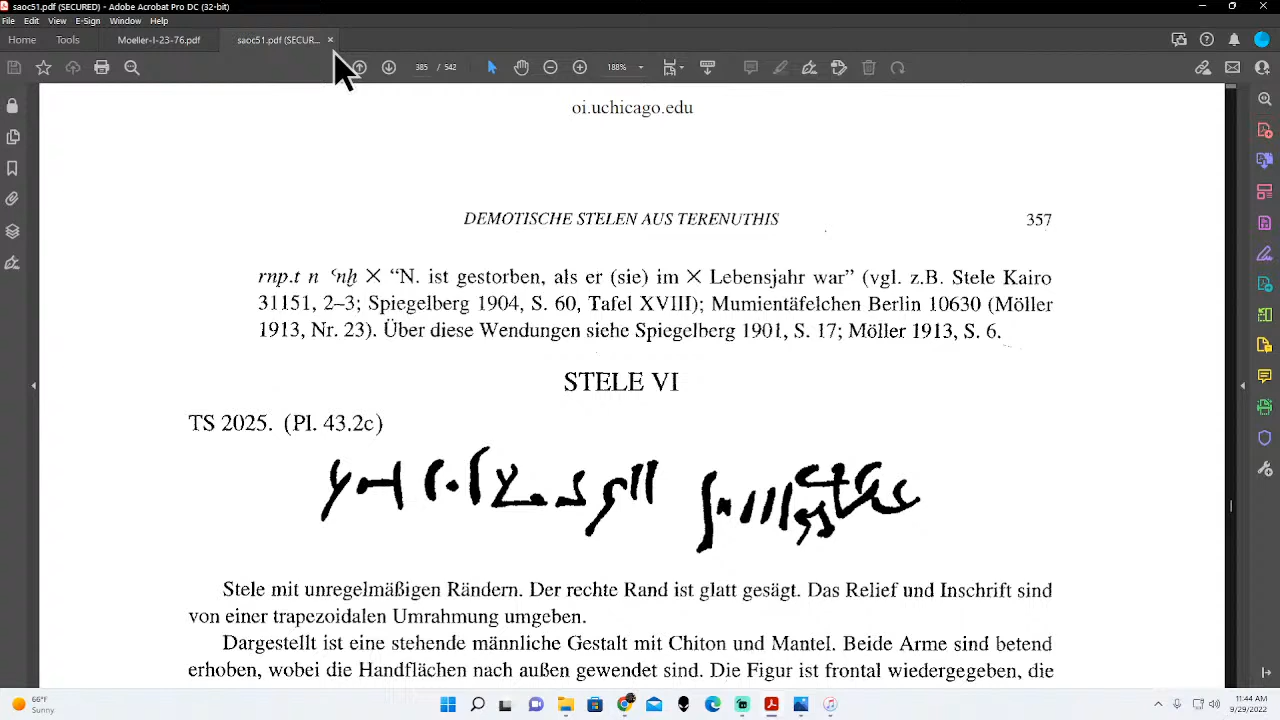 saoc51.pdf (SECURED) - Adobe Acrobat Pro DC (32-bit)
File Edit View E-Sign Window Help
Home Tools Moeller-I-23-76.pdf saoc51.pdf (SECUR... ×
385 / 542 188%
oi.uchicago.edu
DEMOTISCHE STELEN AUS TERENUTHIS 357
rnp.t n ʿnḫ × “N. ist gestorben, als er (sie) im × Lebensjahr war” (vgl. z.B. Stele Kairo
31151, 2–3; Spiegelberg 1904, S. 60, Tafel XVIII); Mumientäfelchen Berlin 10630 (Möller
1913, Nr. 23). Über diese Wendungen siehe Spiegelberg 1901, S. 17; Möller 1913, S. 6.
STELE VI
TS 2025. (Pl. 43.2c)
Stele mit unregelmäßigen Rändern. Der rechte Rand ist glatt gesägt. Das Relief und Inschrift sind
von einer trapezoidalen Umrahmung umgeben.
Dargestellt ist eine stehende männliche Gestalt mit Chiton und Mantel. Beide Arme sind betend
erhoben, wobei die Handflächen nach außen gewendet sind. Die Figur ist frontal wiedergegeben, die
66°F
Sunny
11:44 AM
9/29/2022